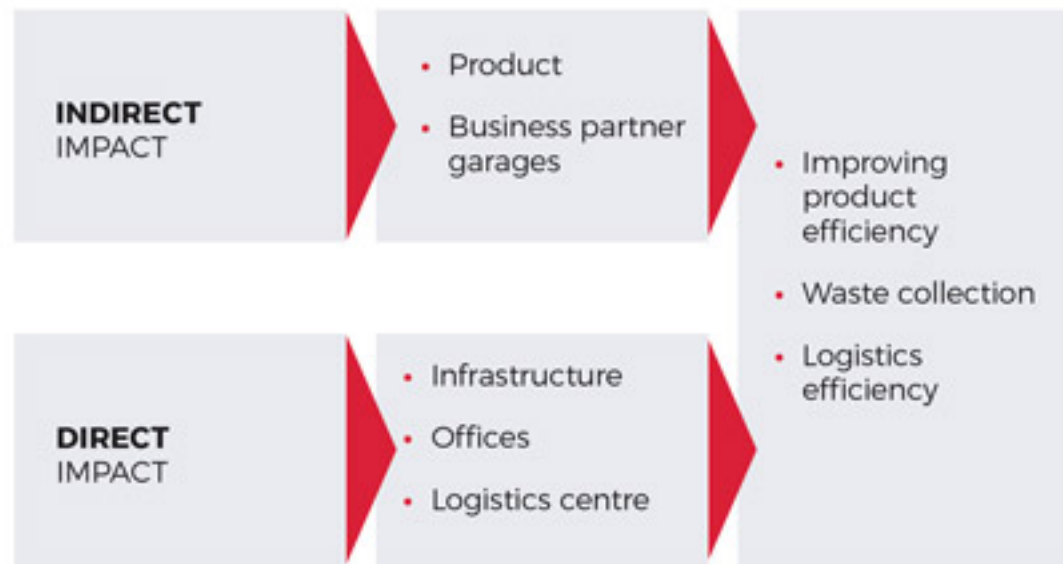 INDIRECT
IMPACT
• Product
• Business partner
garages
DIRECT
IMPACT
• Infrastructure
• Offices
• Logistics centre
• Improving
product
efficiency
• Waste collection
• Logistics
efficiency